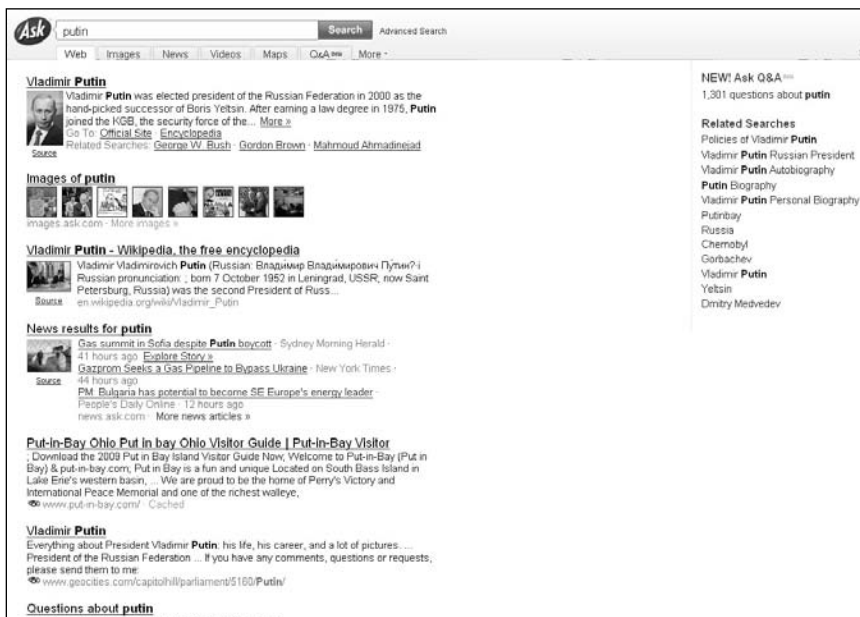 Ask putin Search Advanced Search
Web Images News Videos Maps Q&A More
Vladimir Putin
Vladimir Putin was elected president of the Russian Federation in 2000 as the
hand-picked successor of Boris Yeltsin. After earning a law degree in 1975, Putin
joined the KGB, the security force of the... More »
Go To: Official Site · Encyclopedia
Source
Related Searches: George W. Bush · Gordon Brown · Mahmoud Ahmadinejad
Images of putin
images.ask.com · More images »
Vladimir Putin - Wikipedia, the free encyclopedia
Vladimir Vladimirovich Putin (Russian: Владимир Владимирович Путин?·i
Russian pronunciation: ; born 7 October 1952 in Leningrad, USSR; now Saint
Petersburg, Russia) was the second President of Russ...
Source
en.wikipedia.org/wiki/Vladimir_Putin
News results for putin
Gas summit in Sofia despite Putin boycott · Sydney Morning Herald ·
41 hours ago Explore Story »
Gazprom Seeks a Gas Pipeline to Bypass Ukraine · New York Times ·
Source
44 hours ago
PM: Bulgaria has potential to become SE Europe's energy leader ·
People's Daily Online · 12 hours ago
news.ask.com · More news articles »
Put-in-Bay Ohio Put in bay Ohio Visitor Guide | Put-in-Bay Visitor
; Download the 2009 Put in Bay Island Visitor Guide Now; Welcome to Put-in-Bay (Put in
Bay) & put-in-bay.com; Put in Bay is a fun and unique Located on South Bass Island in
Lake Erie's western basin, ... We are proud to be the home of Perry's Victory and
International Peace Memorial and one of the richest walleye,
www.put-in-bay.com/ · Cached
Vladimir Putin
Everything about President Vladimir Putin: his life, his career, and a lot of pictures. ...
President of the Russian Federation ... If you have any comments, questions or requests,
please send them to me:
www.geocities.com/capitolhill/parliament/5160/Putin/
Questions about putin
NEW! Ask Q&A
1,301 questions about putin
Related Searches
Policies of Vladimir Putin
Vladimir Putin Russian President
Vladimir Putin Autobiography
Putin Biography
Vladimir Putin Personal Biography
Putinbay
Russia
Chernobyl
Gorbachev
Vladimir Putin
Yeltsin
Dmitry Medvedev